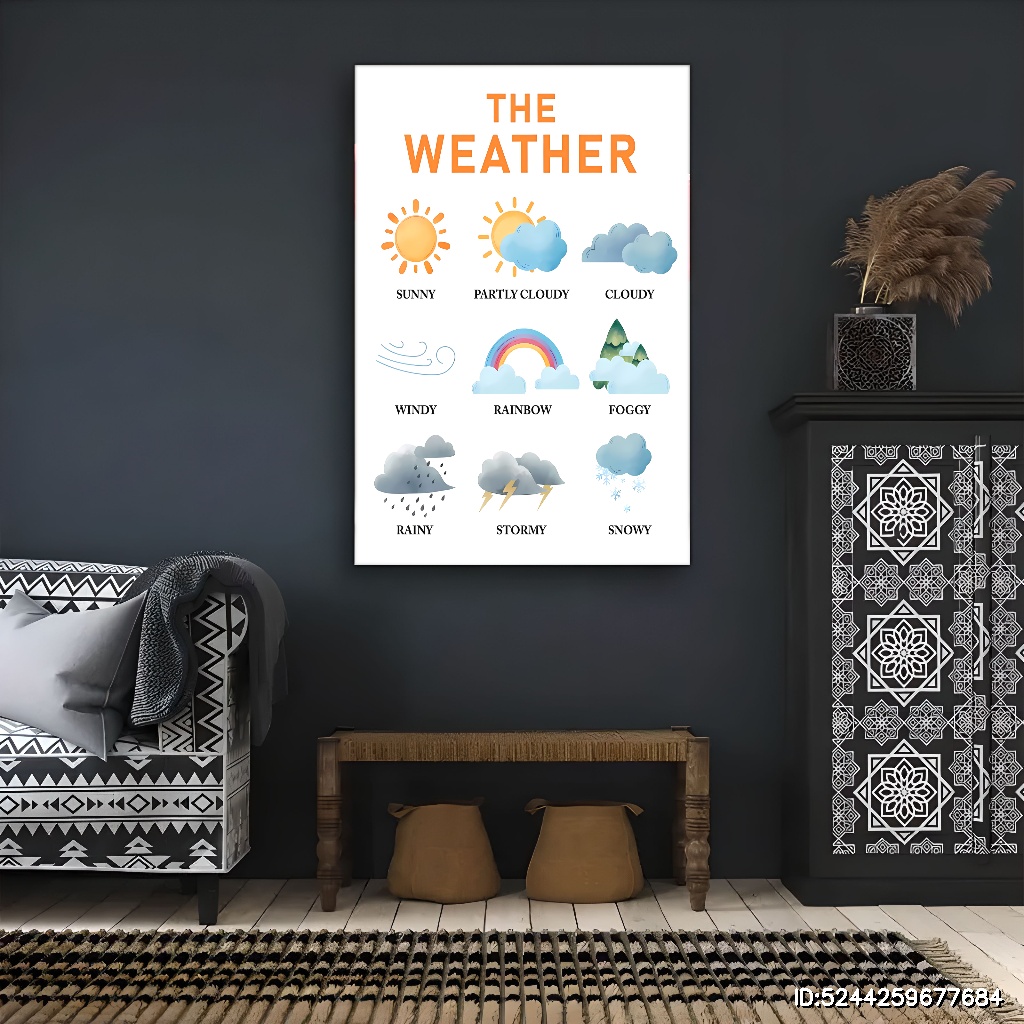 THE
WEATHER
SUNNY PARTLY CLOUDY CLOUDY
WINDY RAINBOW FOGGY
RAINY STORMY SNOWY
ID:5244259677684